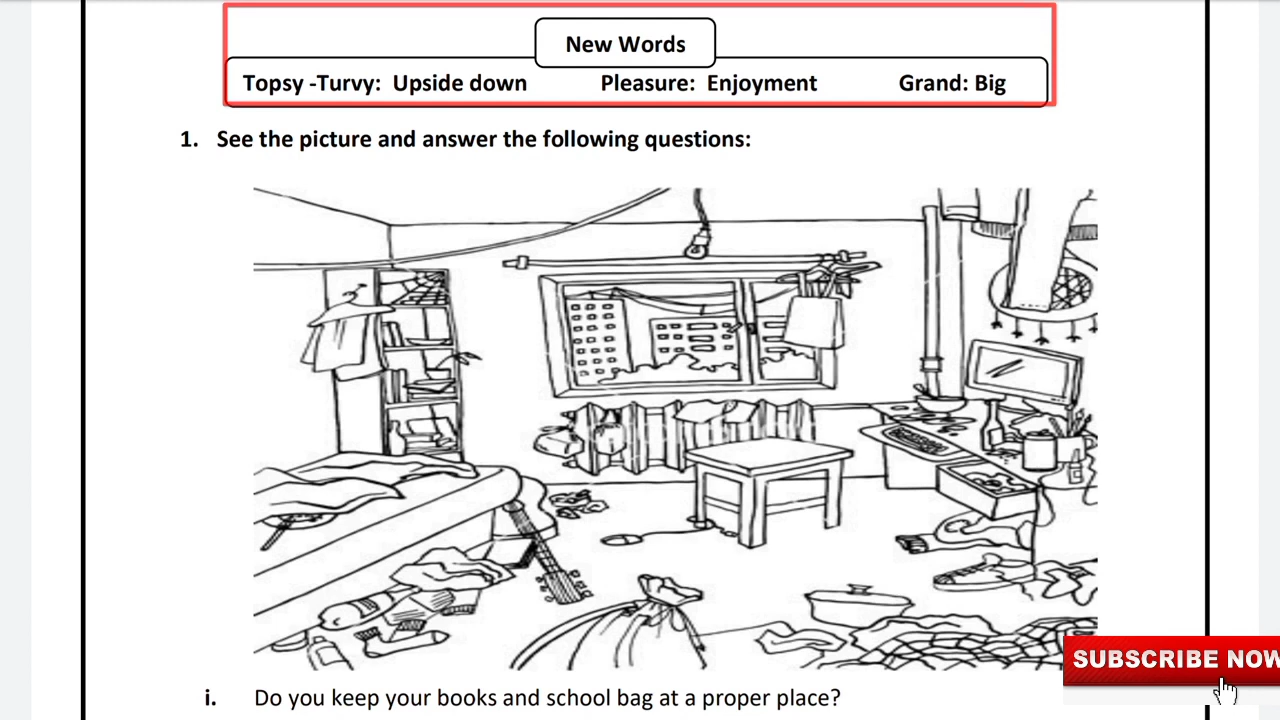 New Words
Topsy -Turvy: Upside down Pleasure: Enjoyment Grand: Big
1. See the picture and answer the following questions:
SUBSCRIBE NOW
i. Do you keep your books and school bag at a proper place?